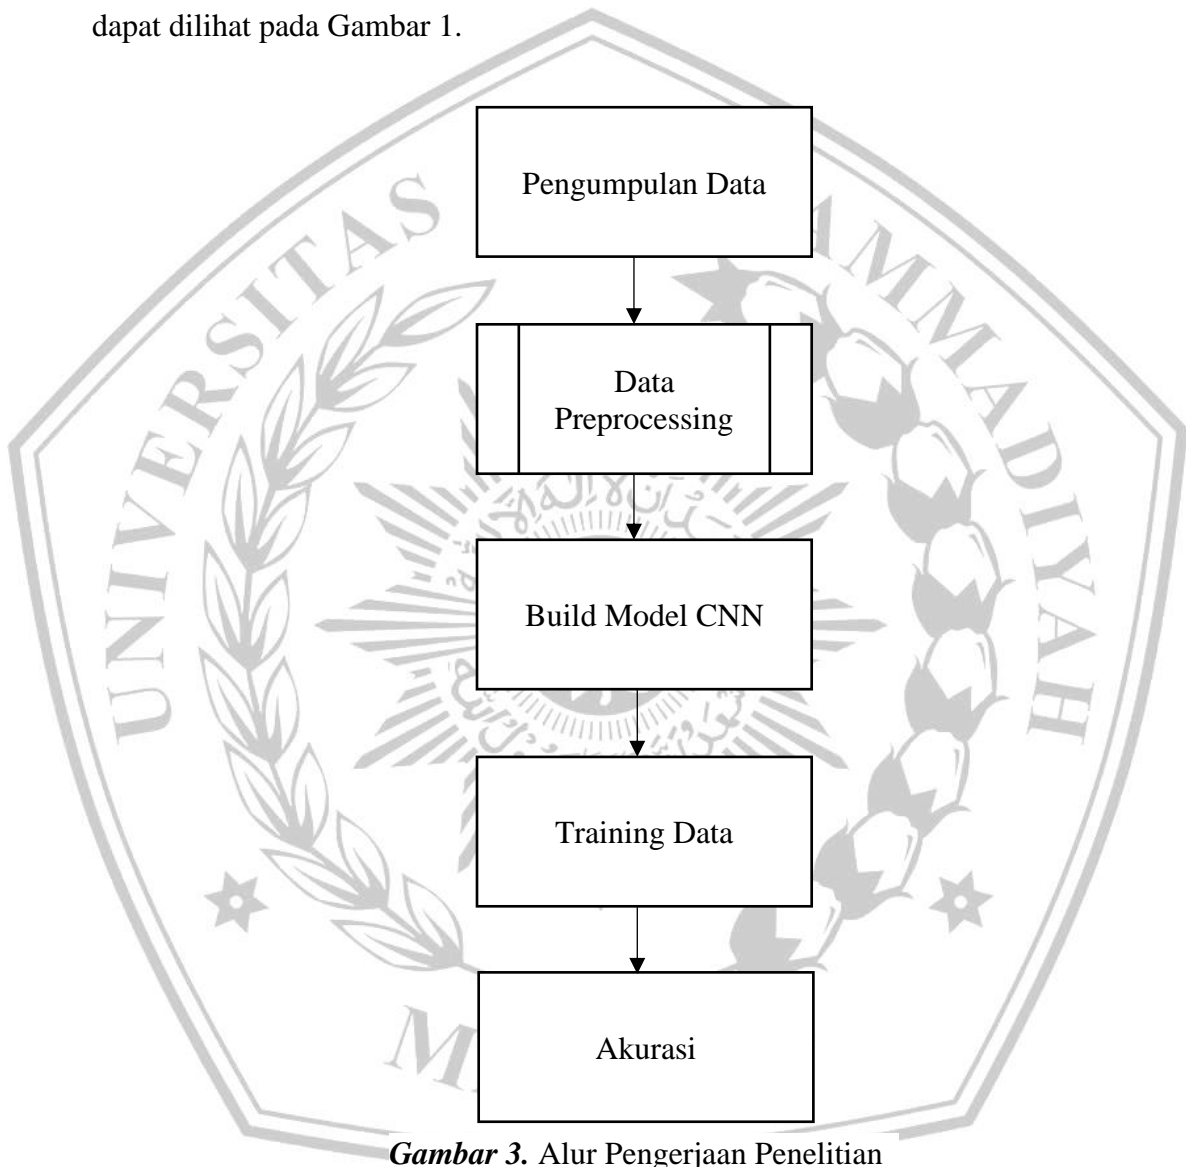 dapat dilihat pada Gambar 1.
UNIVERSITAS
AMMADIYAH
M
Pengumpulan Data
Data
Preprocessing
Build Model CNN
Training Data
Akurasi
Gambar 3. Alur Pengerjaan Penelitian